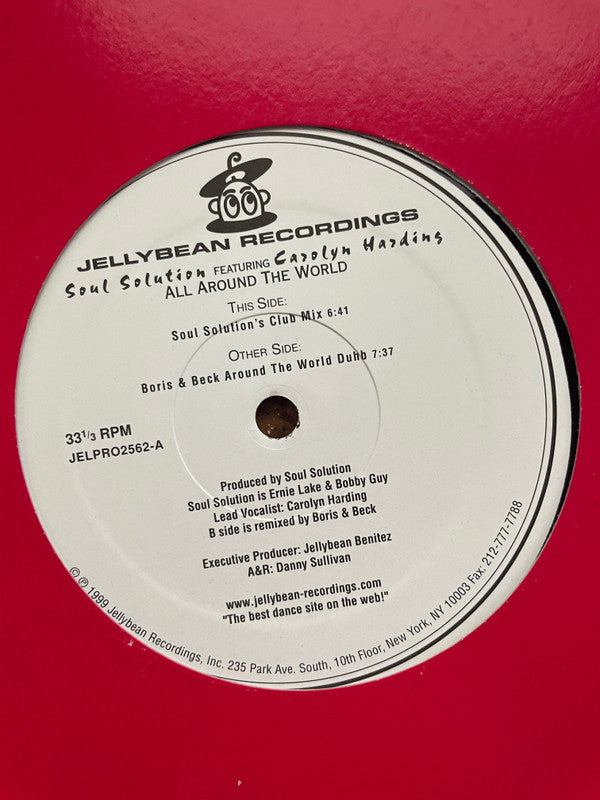 JELLYBEAN RECORDINGS
Soul Solution FEATURING Carolyn Harding
ALL AROUND THE WORLD
THIS SIDE:
Soul Solution's Club Mix 6:41
OTHER SIDE:
Boris & Beck Around The World Duhb 7:37
33 1/3 RPM
JELPRO2562-A
Produced by Soul Solution
Soul Solution is Ernie Lake & Bobby Guy
Lead Vocalist: Carolyn Harding
B side is remixed by Boris & Beck
Executive Producer: Jellybean Benitez
A&R: Danny Sullivan
www.jellybean-recordings.com
"The best dance site on the web!"
© ℗ 1999 Jellybean Recordings, Inc. 235 Park Ave. South, 10th Floor, New York, NY 10003 Fax: 212-777-7788